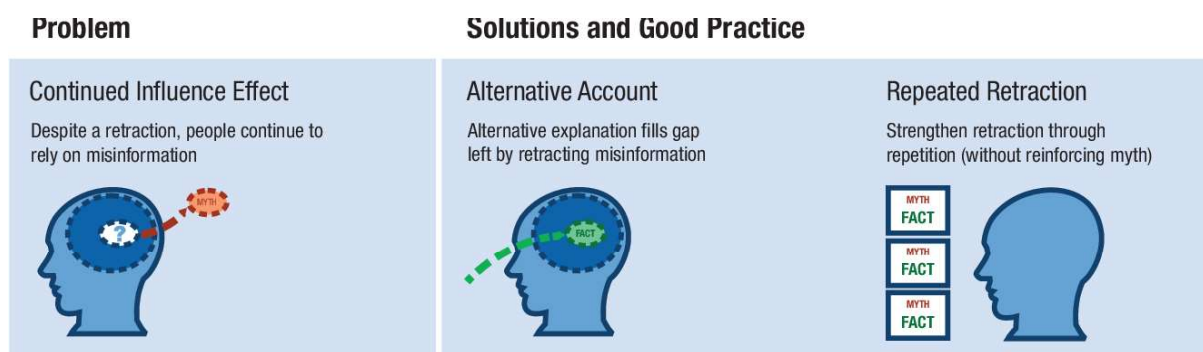 Problem
Solutions and Good Practice
Continued Influence Effect
Despite a retraction, people continue to
rely on misinformation
MYTH
?
Alternative Account
Alternative explanation fills gap
left by retracting misinformation
FACT
Repeated Retraction
Strengthen retraction through
repetition (without reinforcing myth)
MYTH
FACT
MYTH
FACT
MYTH
FACT